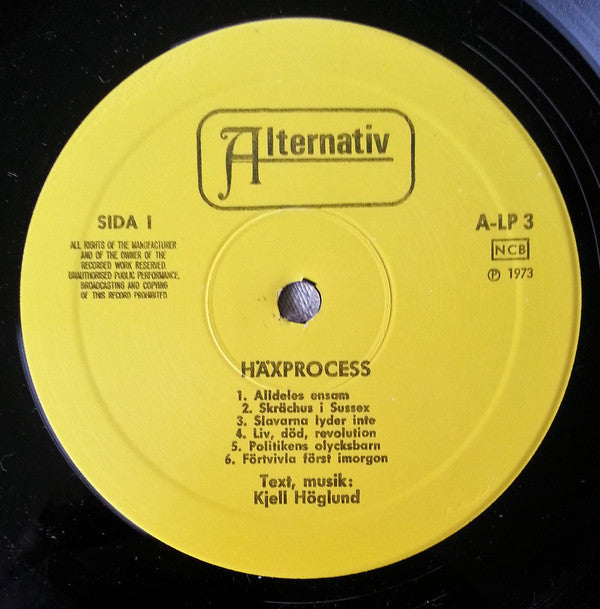 Alternativ
SIDA I
A-LP 3
NCB
℗ 1973
ALL RIGHTS OF THE MANUFACTURER
AND OF THE OWNER OF THE
RECORDED WORK RESERVED.
UNAUTHORISED PUBLIC PERFORMANCE,
BROADCASTING AND COPYING
OF THIS RECORD PROHIBITED
HÄXPROCESS
1. Alldeles ensam
2. Skrächus i Sussex
3. Slavarna lyder inte
4. Liv, död, revolution
5. Politikens olycksbarn
6. Förtvivla först imorgon
Text, musik:
Kjell Höglund